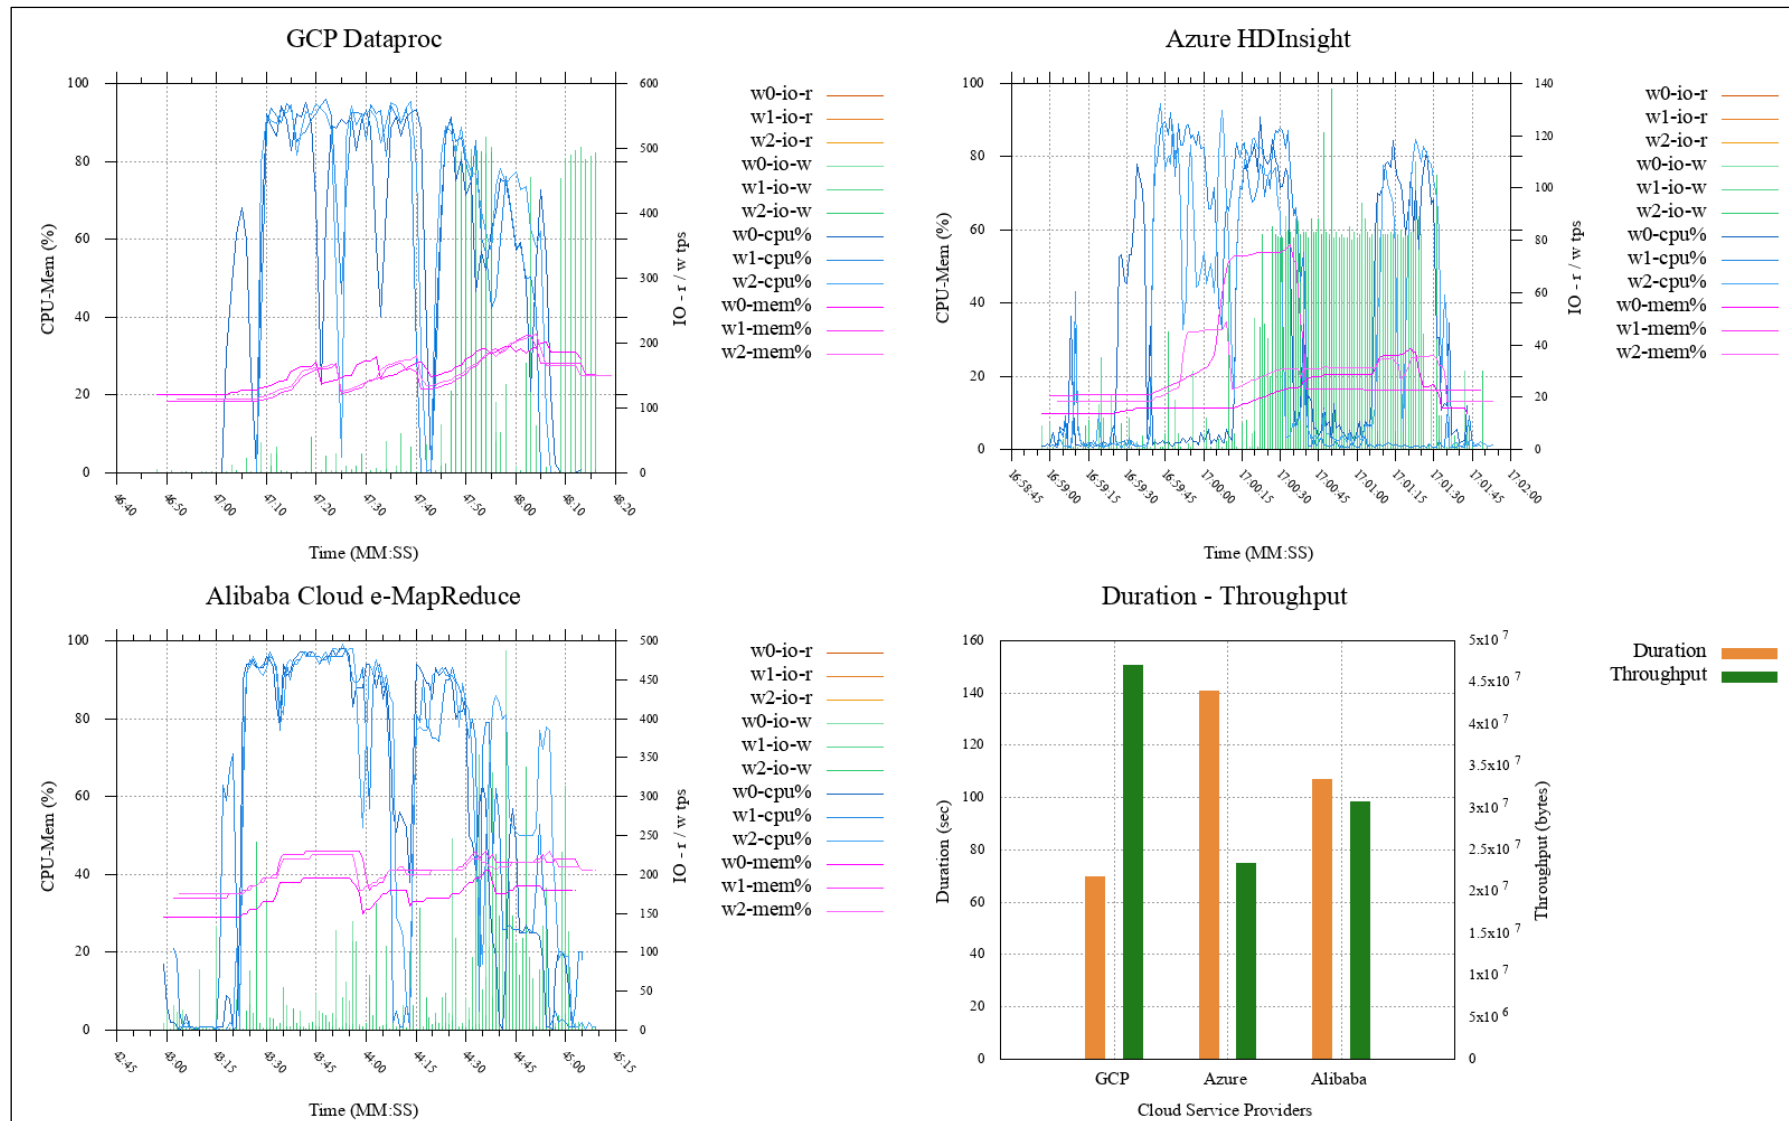 GCP Dataproc
100
80
60
40
20
0
CPU-Mem (%)
600
500
400
300
200
100
0
IO - r / w tps
46:40
46:50
47:00
47:10
47:20
47:30
47:40
47:50
48:00
48:10
48:20
Time (MM:SS)
w0-io-r
w1-io-r
w2-io-r
w0-io-w
w1-io-w
w2-io-w
w0-cpu%
w1-cpu%
w2-cpu%
w0-mem%
w1-mem%
w2-mem%
Azure HDInsight
100
80
60
40
20
0
CPU-Mem (%)
140
120
100
80
60
40
20
0
IO - r / w tps
16:58:45
16:59:00
16:59:15
16:59:30
16:59:45
17:00:00
17:00:15
17:00:30
17:00:45
17:01:00
17:01:15
17:01:30
17:01:45
17:02:00
Time (MM:SS)
w0-io-r
w1-io-r
w2-io-r
w0-io-w
w1-io-w
w2-io-w
w0-cpu%
w1-cpu%
w2-cpu%
w0-mem%
w1-mem%
w2-mem%
Alibaba Cloud e-MapReduce
100
80
60
40
20
0
CPU-Mem (%)
500
450
400
350
300
250
200
150
100
50
0
IO - r / w tps
42:45
43:00
43:15
43:30
43:45
44:00
44:15
44:30
44:45
45:00
45:15
Time (MM:SS)
w0-io-r
w1-io-r
w2-io-r
w0-io-w
w1-io-w
w2-io-w
w0-cpu%
w1-cpu%
w2-cpu%
w0-mem%
w1-mem%
w2-mem%
Duration - Throughput
160
140
120
100
80
60
40
20
0
Duration (sec)
5x10 7
4.5x10 7
4x10 7
3.5x10 7
3x10 7
2.5x10 7
2x10 7
1.5x10 7
1x10 7
5x10 6
0
Throughput (bytes)
GCP
Azure
Alibaba
Cloud Service Providers
Duration
Throughput